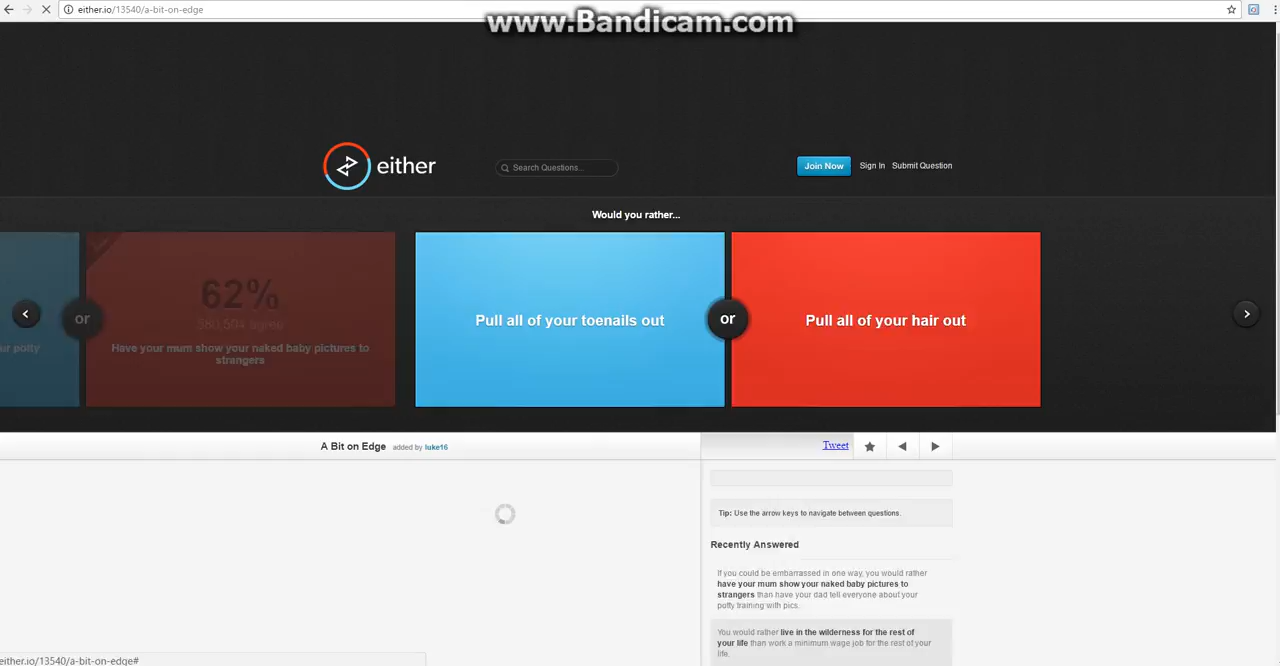 either.io/13540/a-bit-on-edge
www.Bandicam.com
either
Search Questions...
Join Now
Sign In
Submit Question
Would you rather...
62%
agree
Have your mum show your naked baby pictures to
strangers
or
potty
Pull all of your toenails out
or
Pull all of your hair out
A Bit on Edge
added by luke16
Tweet
Tip: Use the arrow keys to navigate between questions.
Recently Answered
If you could be embarrassed in one way, you would rather
have your mum show your naked baby pictures to
strangers than have your dad tell everyone about your
potty training with pics.
You would rather live in the wilderness for the rest of
your life than work a minimum wage job for the rest of your
life.
either.io/13540/a-bit-on-edge#